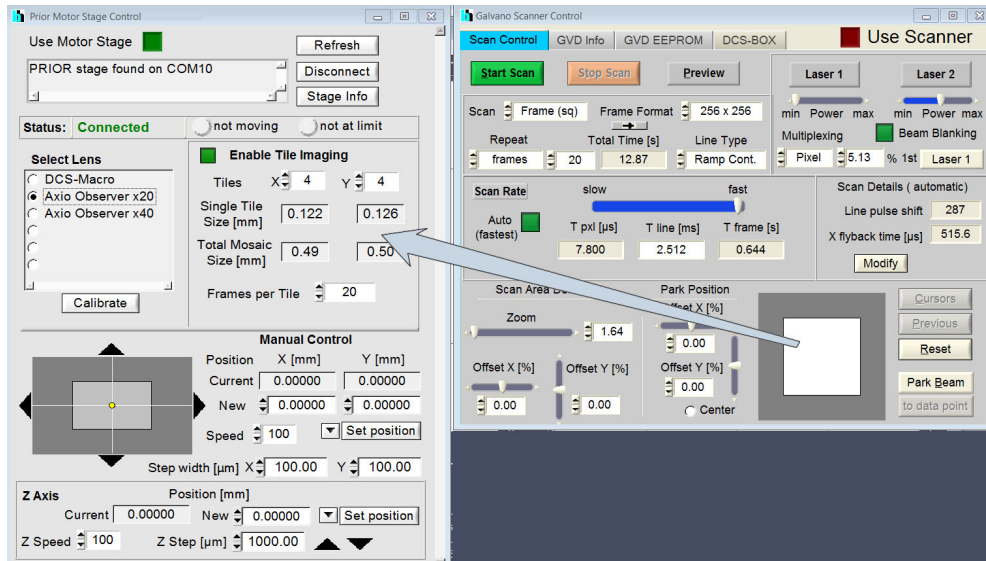 Prior Motor Stage Control
Use Motor Stage
Refresh
PRIOR stage found on COM10
Disconnect
Stage Info
Status: Connected
not moving
not at limit
Select Lens
DCS-Macro
Axio Observer x20
Axio Observer x40
Calibrate
Enable Tile Imaging
Tiles X 4 Y 4
Single Tile
Size [mm]
0.122
0.126
Total Mosaic
Size [mm]
0.49
0.50
Frames per Tile 20
Manual Control
Position X [mm] Y [mm]
Current 0.00000 0.00000
New 0.00000 0.00000
Speed 100
Set position
Step width [µm] X 100.00 Y 100.00
Z Axis
Position [mm]
Current 0.00000 New 0.00000 Set position
Z Speed 100 Z Step [µm] 1000.00
Galvano Scanner Control
Scan Control GVD Info GVD EEPROM DCS-BOX
Use Scanner
Start Scan Stop Scan Preview
Laser 1 Laser 2
min Power max min Power max
Scan Frame (sq) Frame Format 256 x 256
Repeat Total Time [s] Line Type
frames 20 12.87 Ramp Cont.
Multiplexing Beam Blanking
Pixel 5.13 % 1st Laser 1
Scan Rate slow fast
Auto
(fastest)
T pxl [µs] T line [ms] T frame [s]
7.800 2.512 0.644
Scan Details ( automatic)
Line pulse shift 287
X flyback time [µs] 515.6
Modify
Scan Area
Zoom
1.64
Offset X [%] Offset Y [%]
0.00 0.00
Park Position
X [%]
0.00
Offset Y [%]
0.00
Center
Cursors
Previous
Reset
Park Beam
to data point